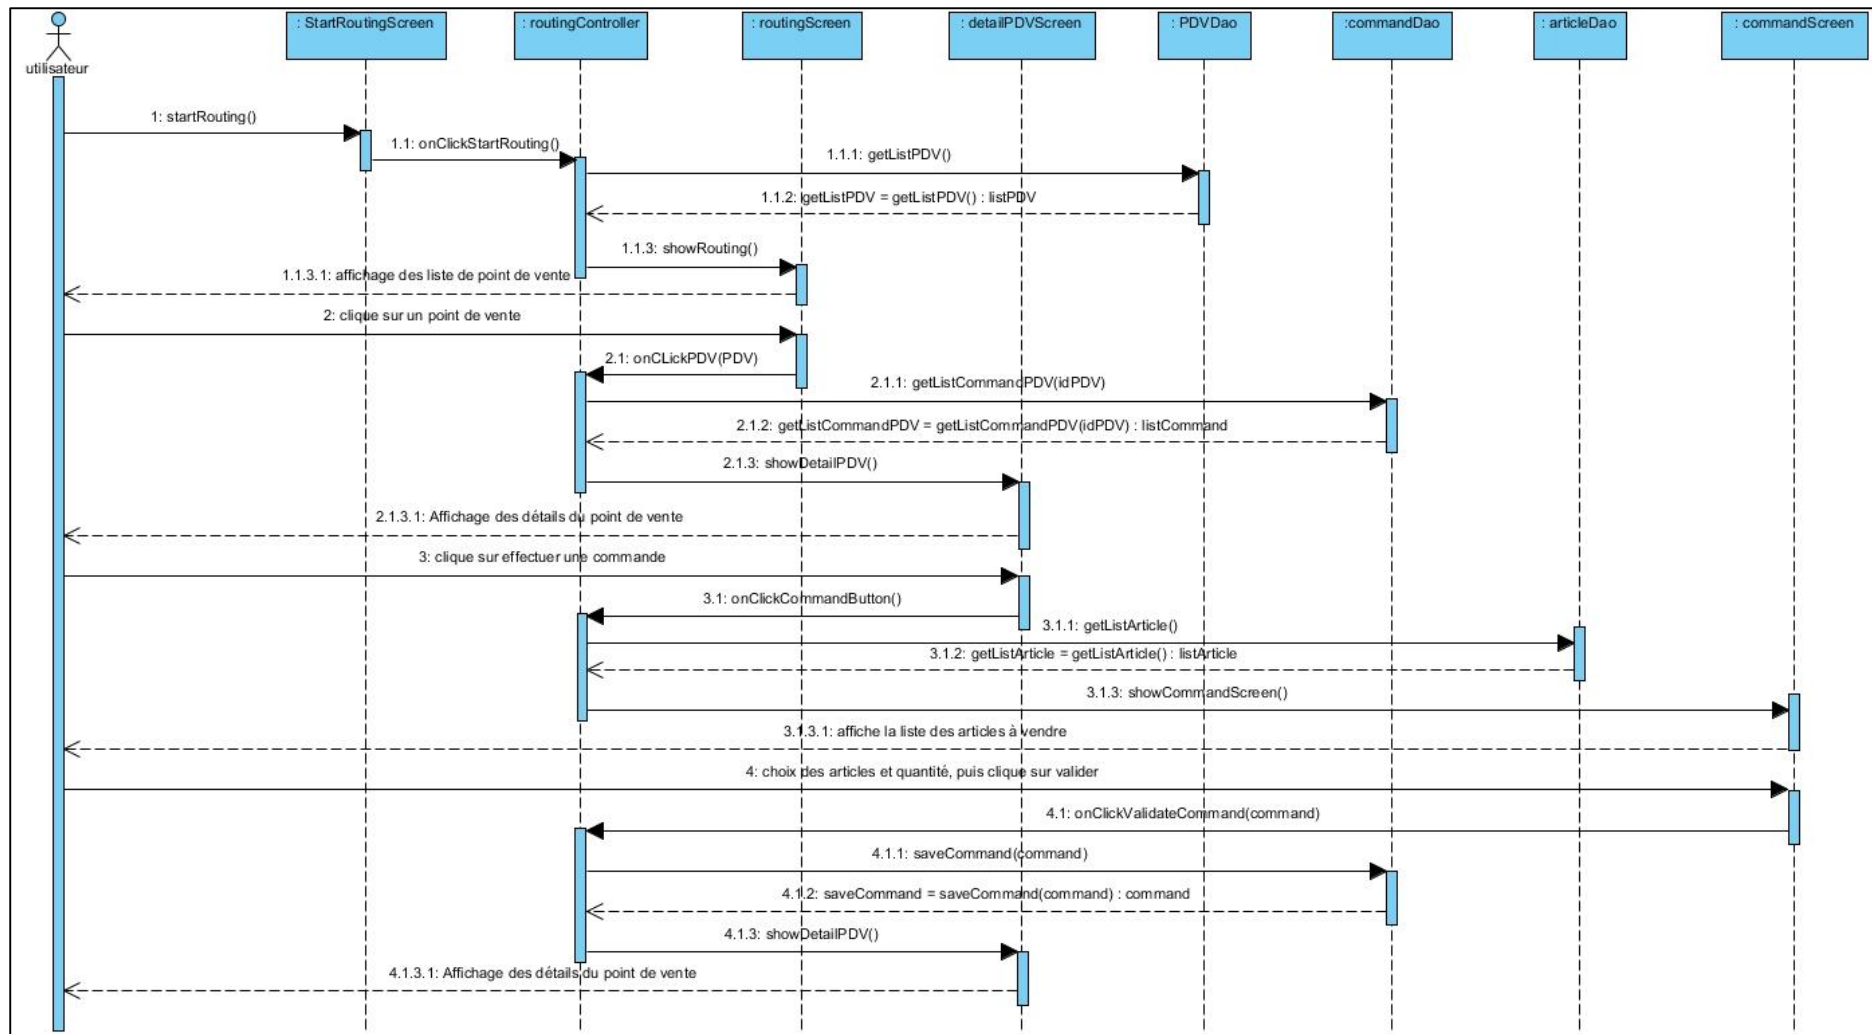 : StartRoutingScreen
: routingController
: routingScreen
: detailPDVScreen
: PDVDao
:commandDao
: articleDao
: commandScreen
utilisateur
1: startRouting()
1.1: onClickStartRouting()
1.1.1: getListPDV()
1.1.2: getListPDV = getListPDV() : listPDV
1.1.3: showRouting()
1.1.3.1: affichage des liste de point de vente
2: clique sur un point de vente
2.1: onCLickPDV(PDV)
2.1.1: getListCommandPDV(idPDV)
2.1.2: getListCommandPDV = getListCommandPDV(idPDV) : listCommand
2.1.3: showDetailPDV()
2.1.3.1: Affichage des détails du point de vente
3: clique sur effectuer une commande
3.1: onClickCommandButton()
3.1.1: getListArticle()
3.1.2: getListArticle = getListArticle() : listArticle
3.1.3: showCommandScreen()
3.1.3.1: affiche la liste des articles à vendre
4: choix des articles et quantité, puis clique sur valider
4.1: onClickValidateCommand(command)
4.1.1: saveCommand(command)
4.1.2: saveCommand = saveCommand(command) : command
4.1.3: showDetailPDV()
4.1.3.1: Affichage des détails du point de vente